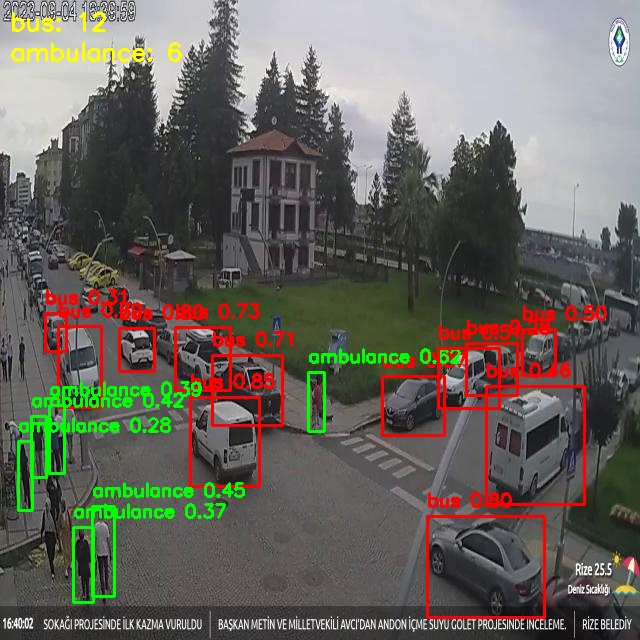 2023-09-04 16:39:59
bus: 12
ambulance: 6
bus 0.31
bus 0.80
bus 0.73
bus 0.71
bus 0.85
ambulance 0.62
bus 0.50
ambulance 0.39
ambulance 0.42
ambulance 0.28
ambulance 0.45
ambulance 0.37
bus 0.80
Rize 25.5
Deniz Sıcaklığı
16:40:02 SOKAĞI PROJESİNDE İLK KAZMA VURULDU | BAŞKAN METİN VE MİLLETVEKİLİ AVCI'DAN ANDON İÇME SUYU GÖLET PROJESİNDE İNCELEME. | RİZE BELEDİY